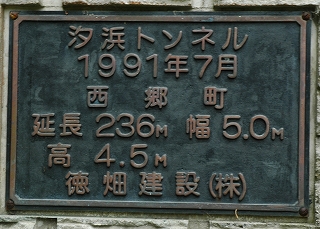 汐浜トンネル
1991年7月
西郷町
延長 236M 幅 5.0M
高 4.5M
徳畑建設(株)